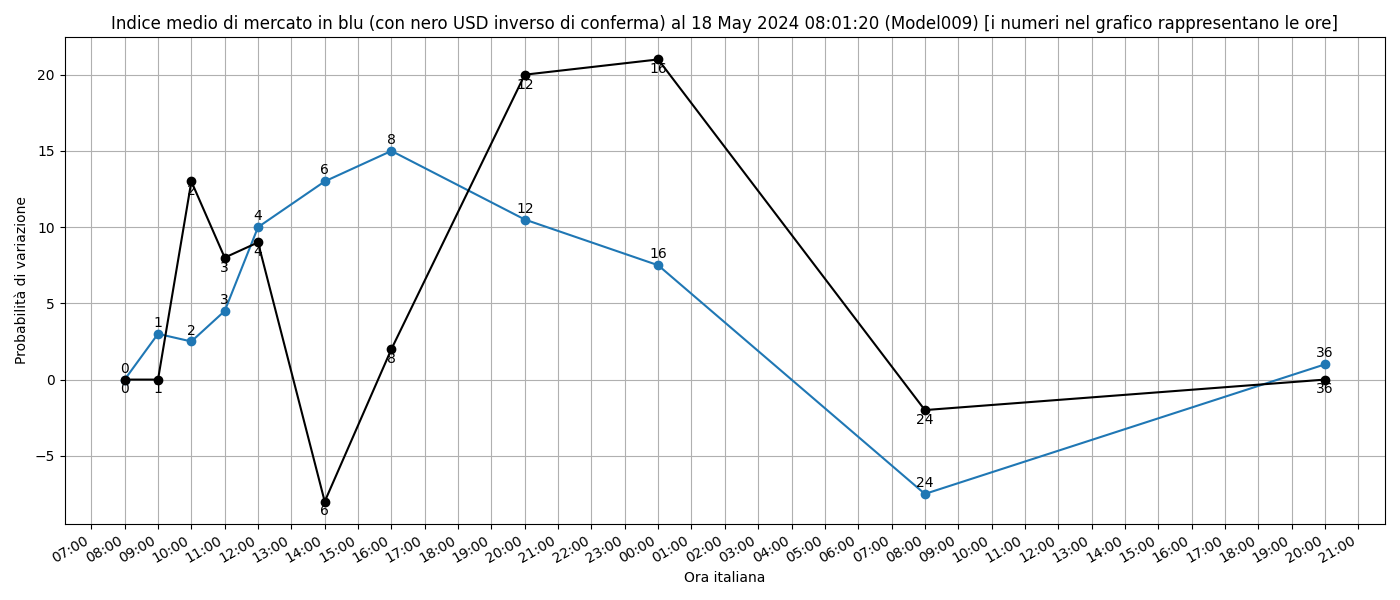 Indice medio di mercato in blu (con nero USD inverso di conferma) al 18 May 2024 08:01:20 (Model009) [i numeri nel grafico rappresentano le ore]
Probabilità di variazione
20
15
10
5
0
−5
0 1 2 3 4 6 8 12 16 24 36
0 1 2 3 4 6 8 12 16 24 36
07:00 08:00 09:00 10:00 11:00 12:00 13:00 14:00 15:00 16:00 17:00 18:00 19:00 20:00 21:00 22:00 23:00 00:00 01:00 02:00 03:00 04:00 05:00 06:00 07:00 08:00 09:00 10:00 11:00 12:00 13:00 14:00 15:00 16:00 17:00 18:00 19:00 20:00 21:00
Ora italiana